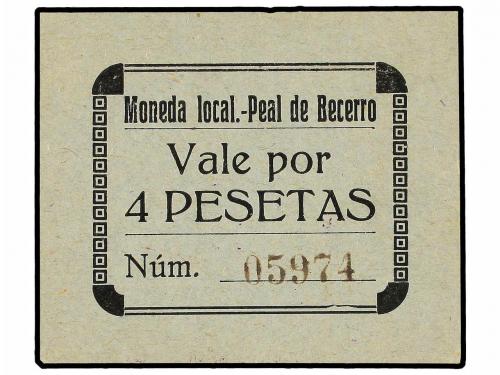 Moneda local.-Peal de Becerro
Vale por
4 PESETAS
Núm. 05974